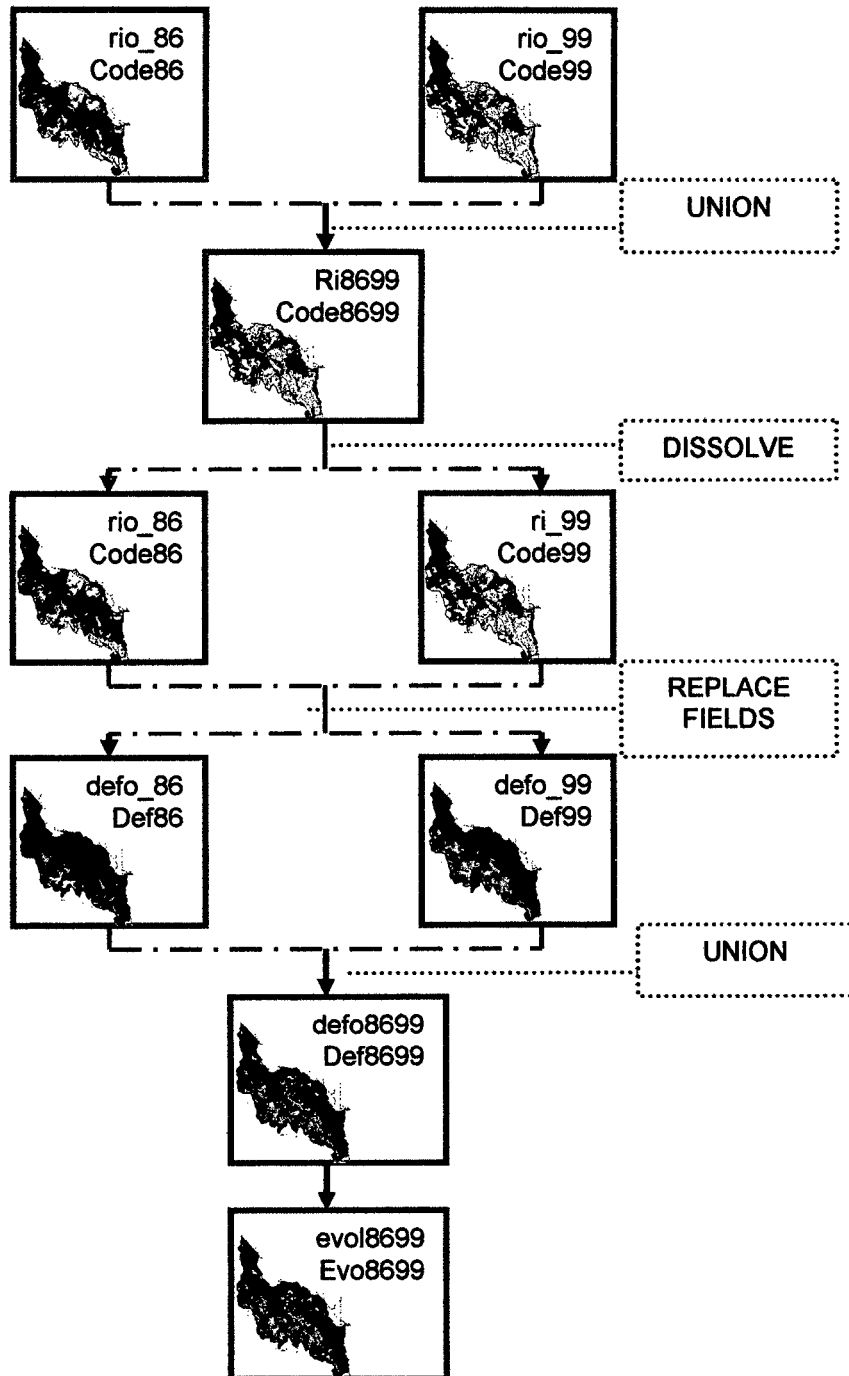 rio_86
Code86
rio_99
Code99
UNION
Ri8699
Code8699
DISSOLVE
rio_86
Code86
ri_99
Code99
REPLACE
FIELDS
defo_86
Def86
defo_99
Def99
UNION
defo8699
Def8699
evol8699
Evo8699